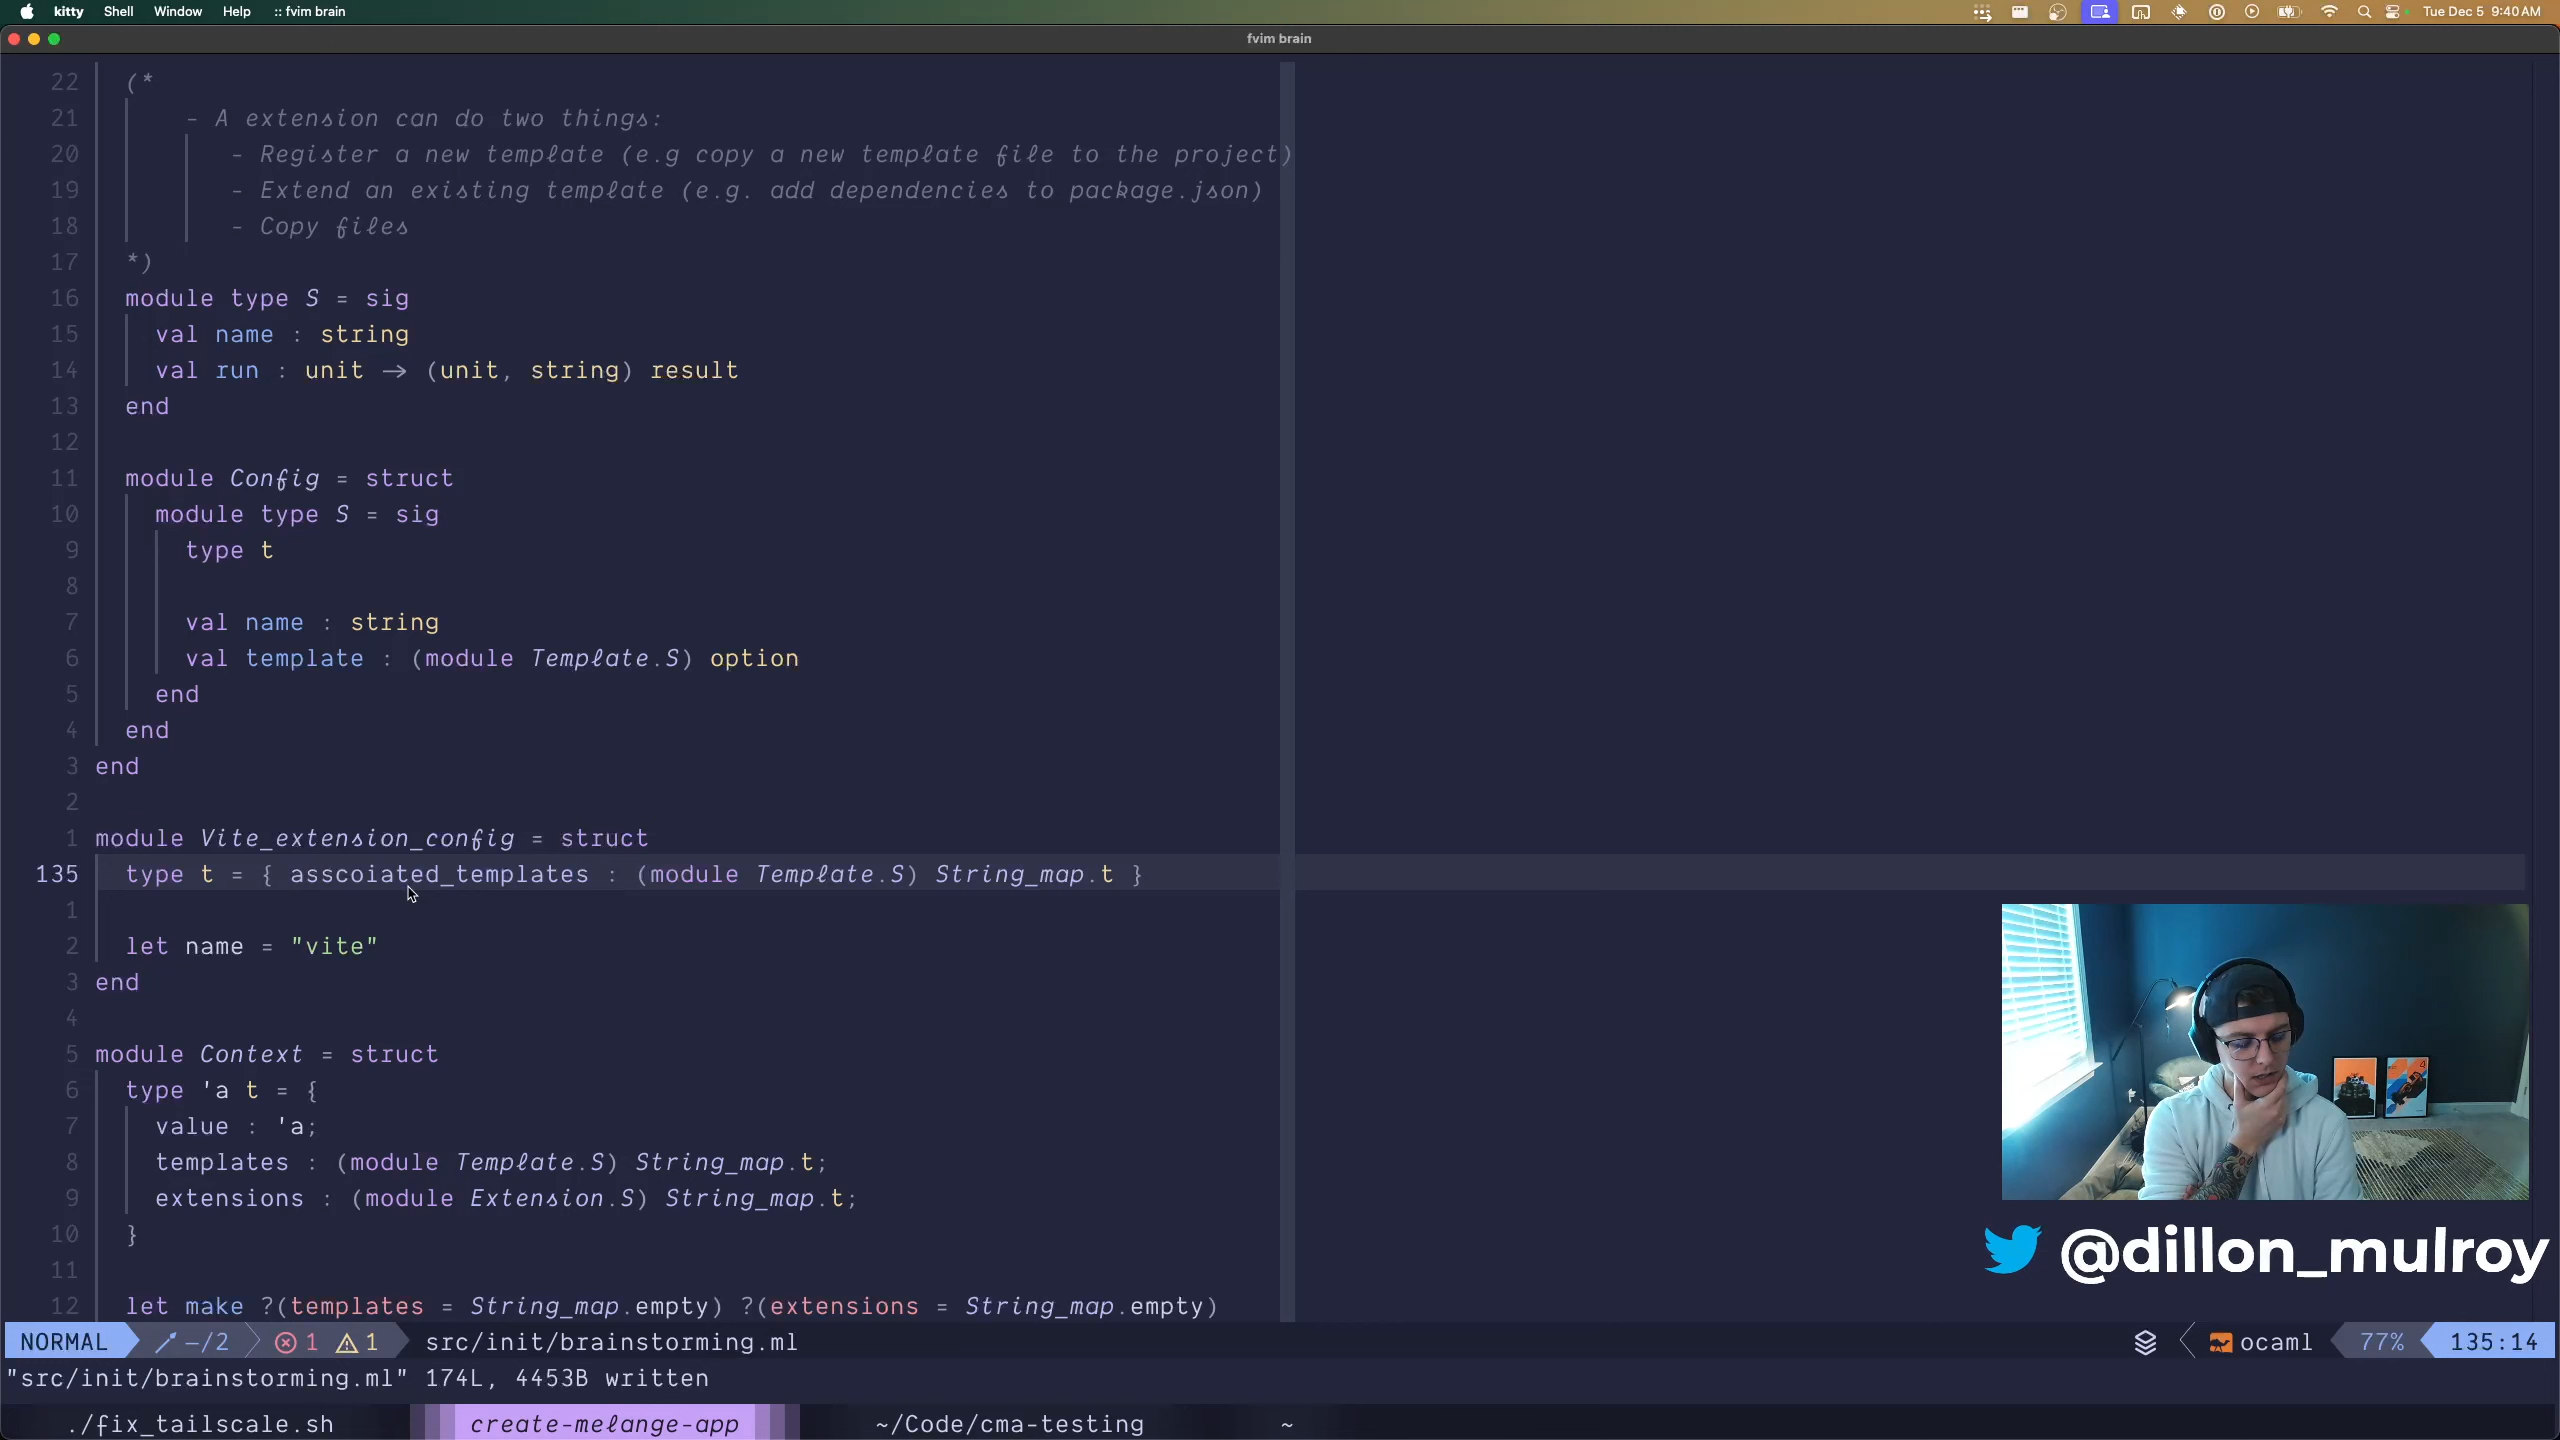 kitty Shell Window Help :: fvim brain Tue Dec 5 9:40 AM
fvim brain
22 (*
21 - A extension can do two things:
20 - Register a new template (e.g copy a new template file to the project)
19 - Extend an existing template (e.g. add dependencies to package.json)
18 - Copy files
17 *)
16 module type S = sig
15 val name : string
14 val run : unit → (unit, string) result
13 end
12
11 module Config = struct
10 module type S = sig
9 type t
8
7 val name : string
6 val template : (module Template.S) option
5 end
4 end
3 end
2
1 module Vite_extension_config = struct
135 type t = { asscoiated_templates : (module Template.S) String_map.t }
1
2 let name = "vite"
3 end
4
5 module Context = struct
6 type 'a t = {
7 value : 'a;
8 templates : (module Template.S) String_map.t;
9 extensions : (module Extension.S) String_map.t;
10 }
11
12 let make ?(templates = String_map.empty) ?(extensions = String_map.empty)
@dillon_mulroy
NORMAL −/2 1 1 src/init/brainstorming.ml ocaml 77% 135:14
"src/init/brainstorming.ml" 174L, 4453B written
./fix_tailscale.sh create-melange-app ~/Code/cma-testing ~